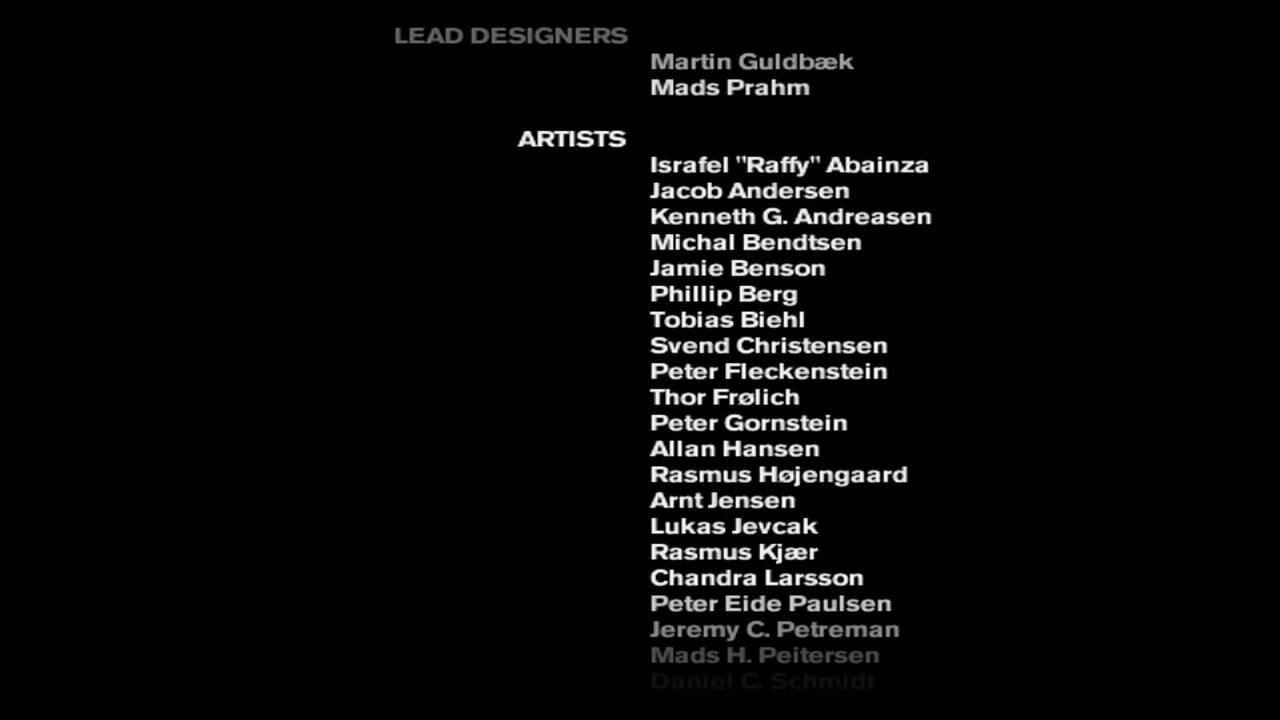 LEAD DESIGNERS
Martin Guldbæk
Mads Prahm
ARTISTS
Israfel "Raffy" Abainza
Jacob Andersen
Kenneth G. Andreasen
Michal Bendtsen
Jamie Benson
Phillip Berg
Tobias Biehl
Svend Christensen
Peter Fleckenstein
Thor Frølich
Peter Gornstein
Allan Hansen
Rasmus Højengaard
Arnt Jensen
Lukas Jevcak
Rasmus Kjær
Chandra Larsson
Peter Eide Paulsen
Jeremy C. Petreman
Mads H. Peitersen
Daniel C. Schmidt